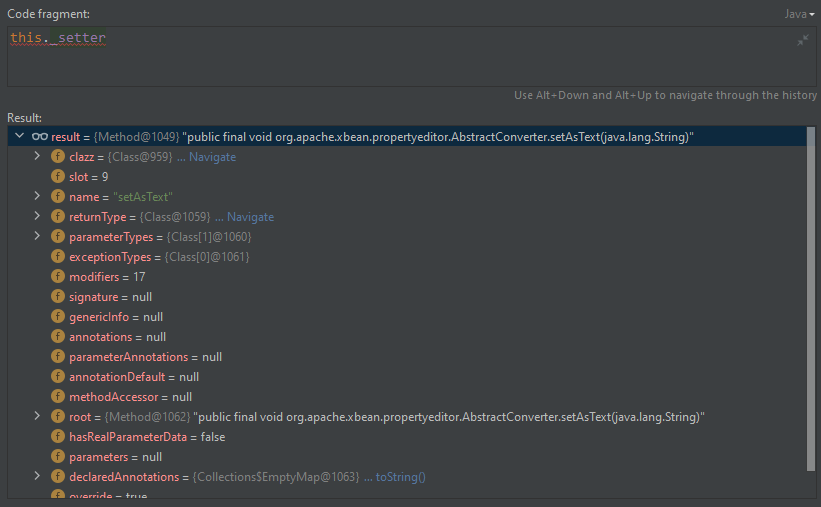 Code fragment:
Java
this._setter
Use Alt+Down and Alt+Up to navigate through the history
Result:
result = {Method@1049} "public final void org.apache.xbean.propertyeditor.AbstractConverter.setAsText(java.lang.String)"
f clazz = {Class@959} ... Navigate
f slot = 9
f name = "setAsText"
f returnType = {Class@1059} ... Navigate
f parameterTypes = {Class[1]@1060}
f exceptionTypes = {Class[0]@1061}
f modifiers = 17
f signature = null
f genericInfo = null
f annotations = null
f parameterAnnotations = null
f annotationDefault = null
f methodAccessor = null
f root = {Method@1062} "public final void org.apache.xbean.propertyeditor.AbstractConverter.setAsText(java.lang.String)"
f hasRealParameterData = false
f parameters = null
f declaredAnnotations = {Collections$EmptyMap@1063} ... toString()
f override = true